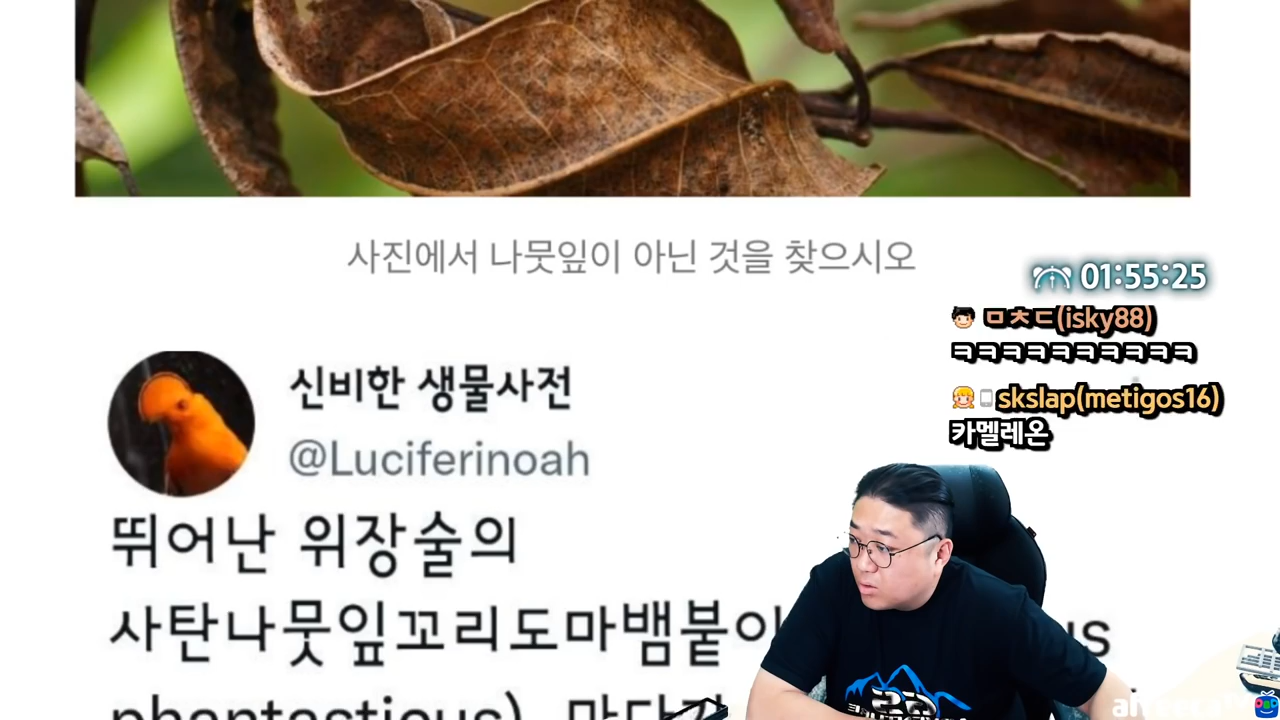 사진에서 나뭇잎이 아닌 것을 찾으시오
01:55:25
ㅁㅊㄷ(isky88)
ㅋㅋㅋㅋㅋㅋㅋㅋㅋㅋ
skslap(metigos16)
카멜레온
신비한 생물사전
@Luciferinoah
뛰어난 위장술의
사탄나뭇잎꼬리도마뱀붙이
phantasticus)